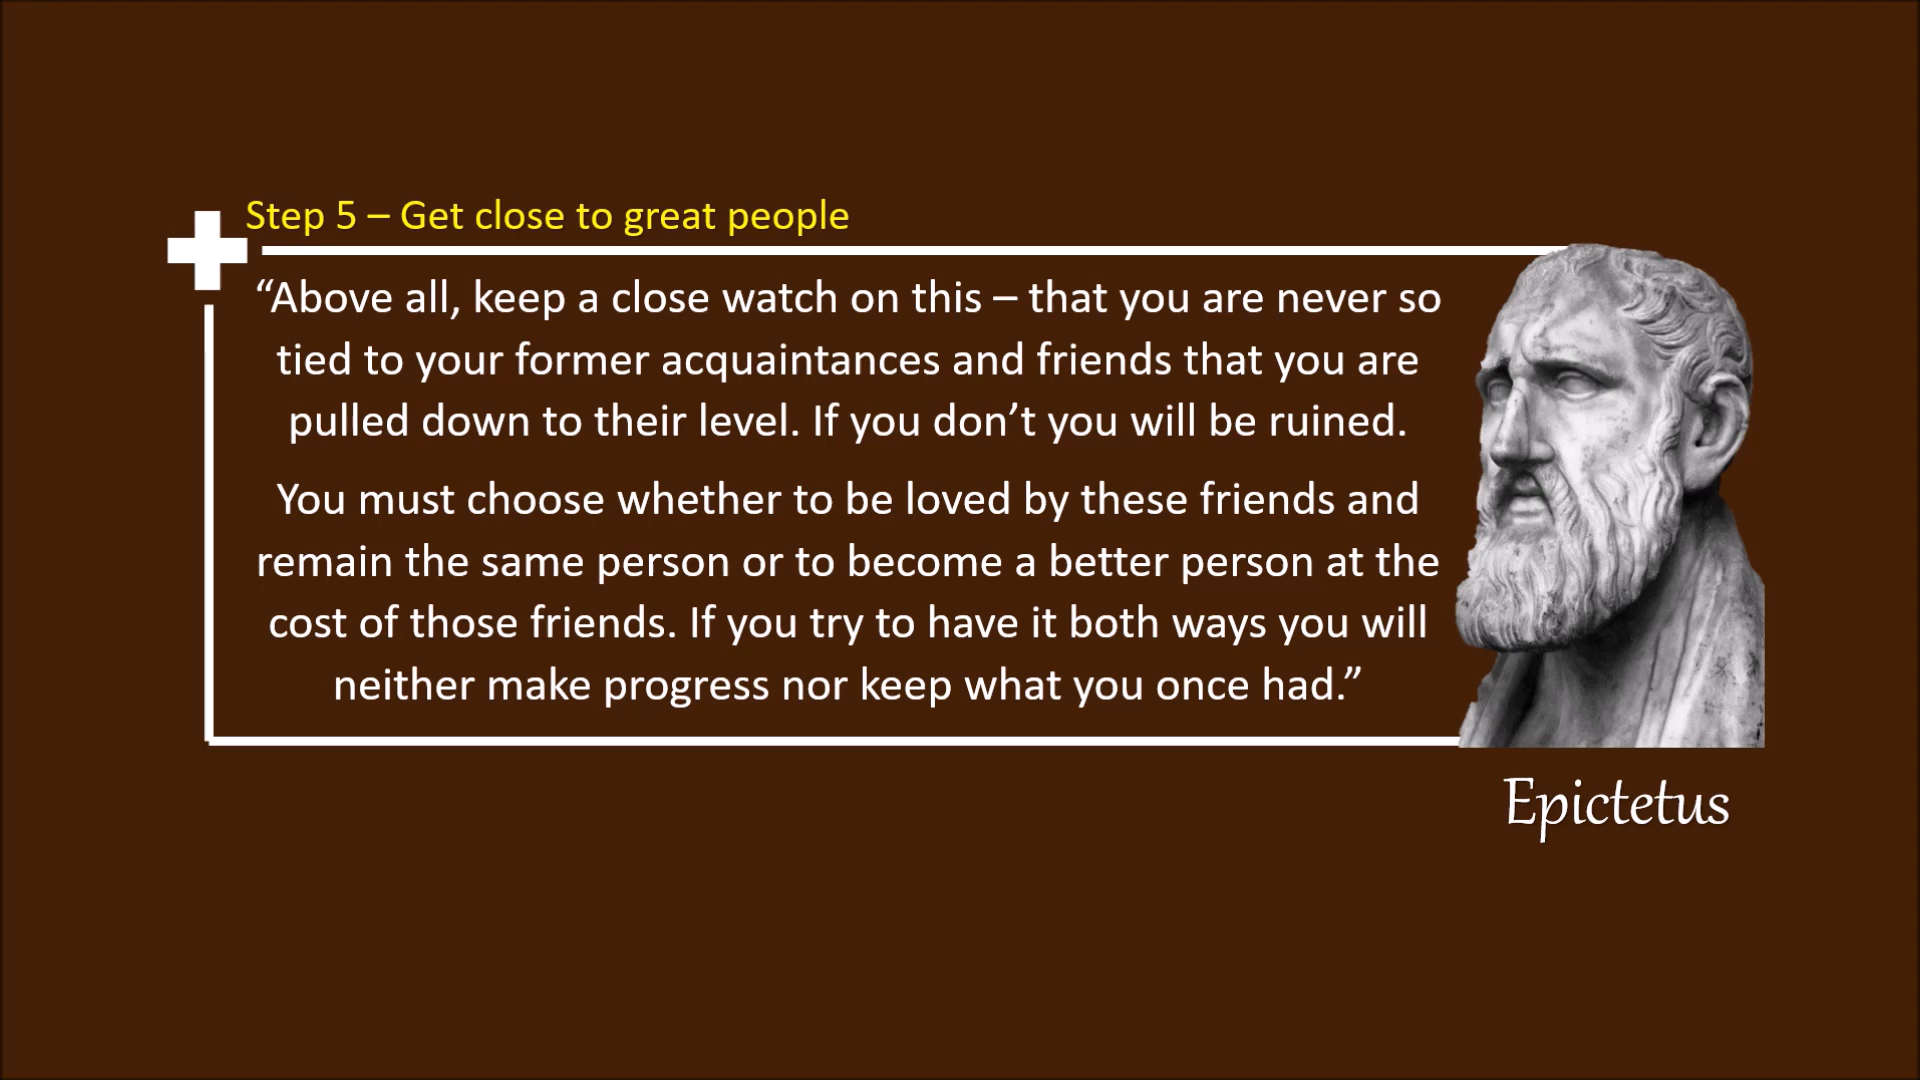 Step 5 – Get close to great people
“Above all, keep a close watch on this – that you are never so
tied to your former acquaintances and friends that you are
pulled down to their level. If you don’t you will be ruined.
You must choose whether to be loved by these friends and
remain the same person or to become a better person at the
cost of those friends. If you try to have it both ways you will
neither make progress nor keep what you once had.”
Epictetus